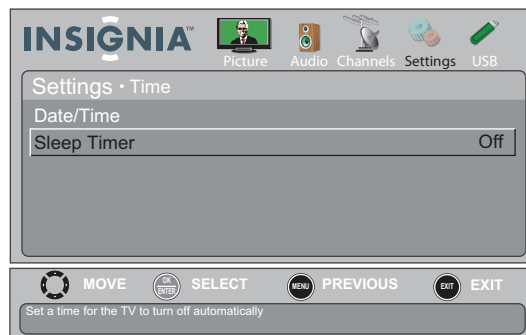 INSIGNIA™
Picture Audio Channels Settings USB
Settings · Time
Date/Time
Sleep Timer Off
MOVE OK ENTER SELECT MENU PREVIOUS EXIT EXIT
Set a time for the TV to turn off automatically